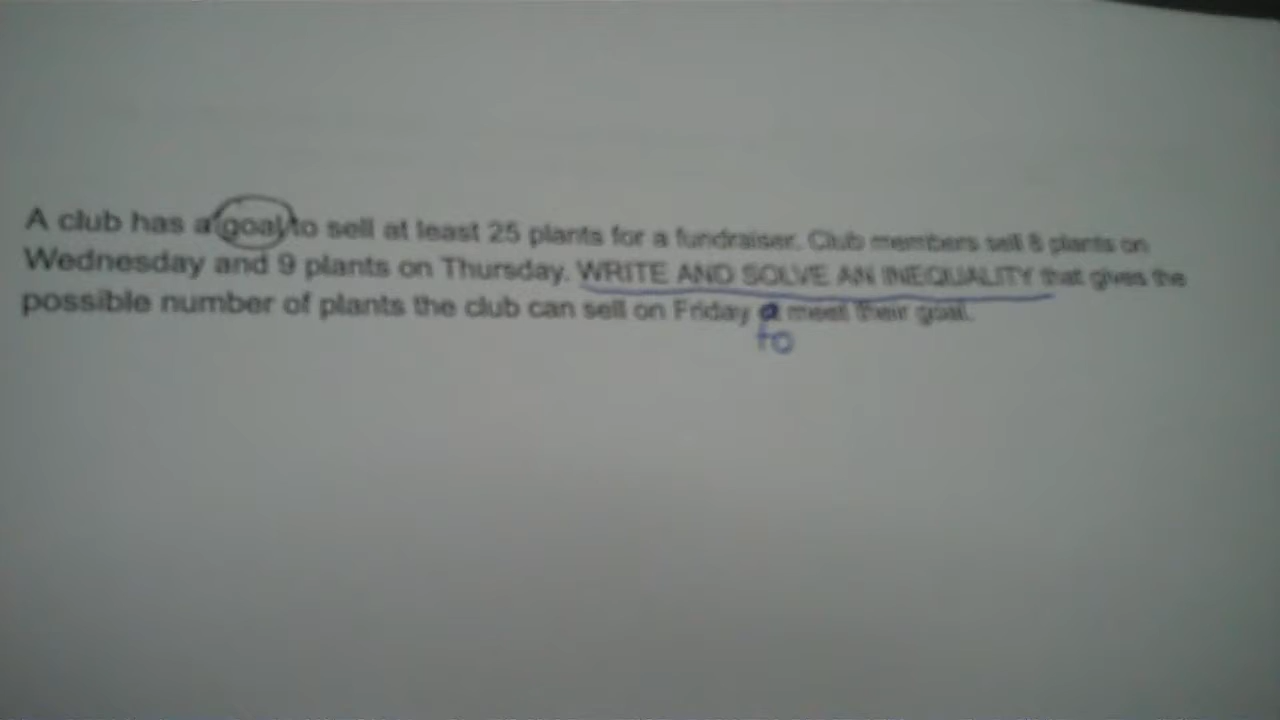 A club has a goal to sell at least 25 plants for a fundraiser. Club members sell 8 plants on
Wednesday and 9 plants on Thursday. WRITE AND SOLVE AN INEQUALITY that gives the
possible number of plants the club can sell on Friday a meet their goal.
to